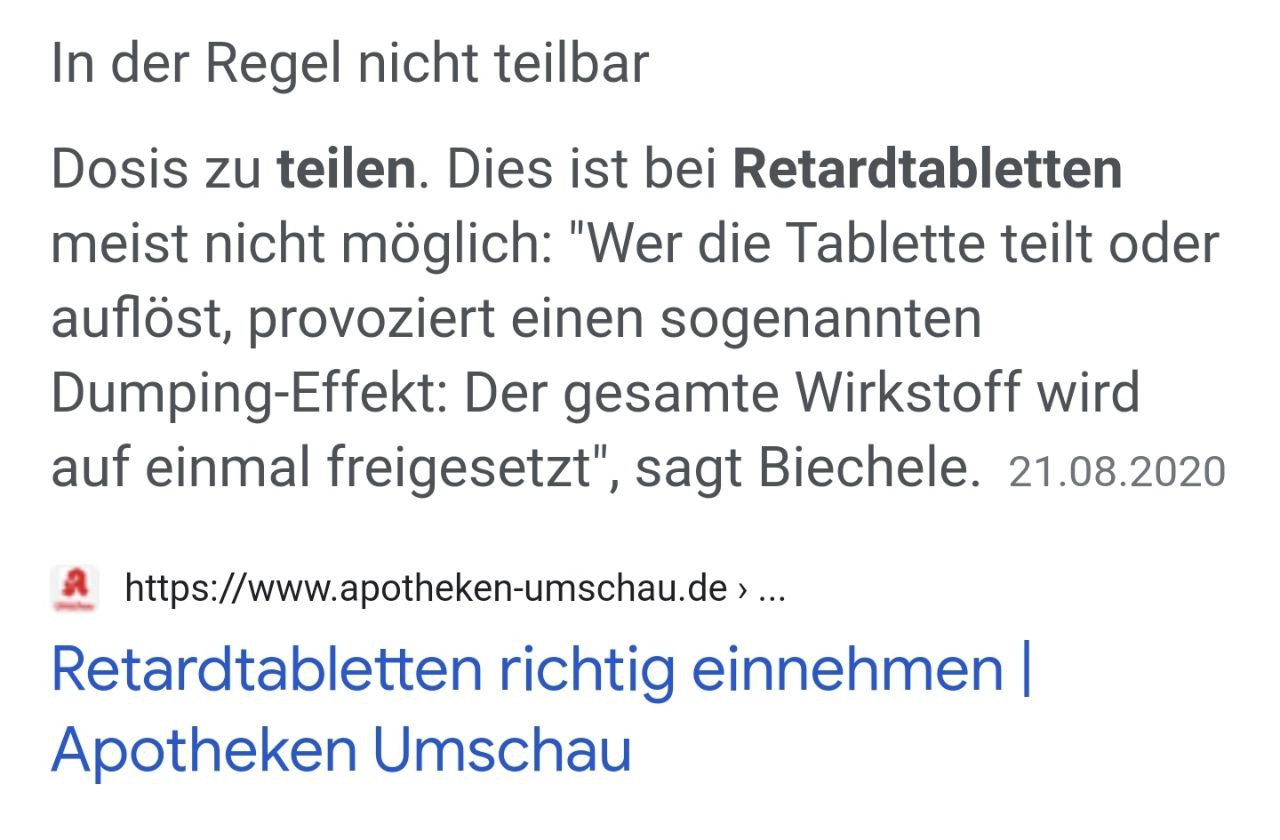 In der Regel nicht teilbar
Dosis zu teilen. Dies ist bei Retardtabletten
meist nicht möglich: "Wer die Tablette teilt oder
auflöst, provoziert einen sogenannten
Dumping-Effekt: Der gesamte Wirkstoff wird
auf einmal freigesetzt", sagt Biechele. 21.08.2020
https://www.apotheken-umschau.de › ...
Retardtabletten richtig einnehmen |
Apotheken Umschau